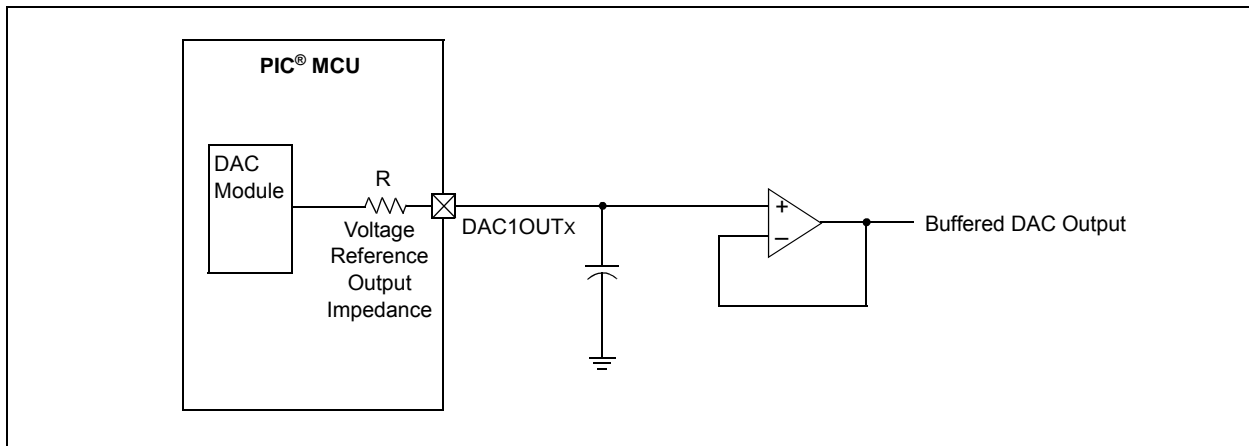 PIC® MCU
DAC
Module
R
Voltage
Reference
Output
Impedance
DAC1OUTx
+
–
Buffered DAC Output